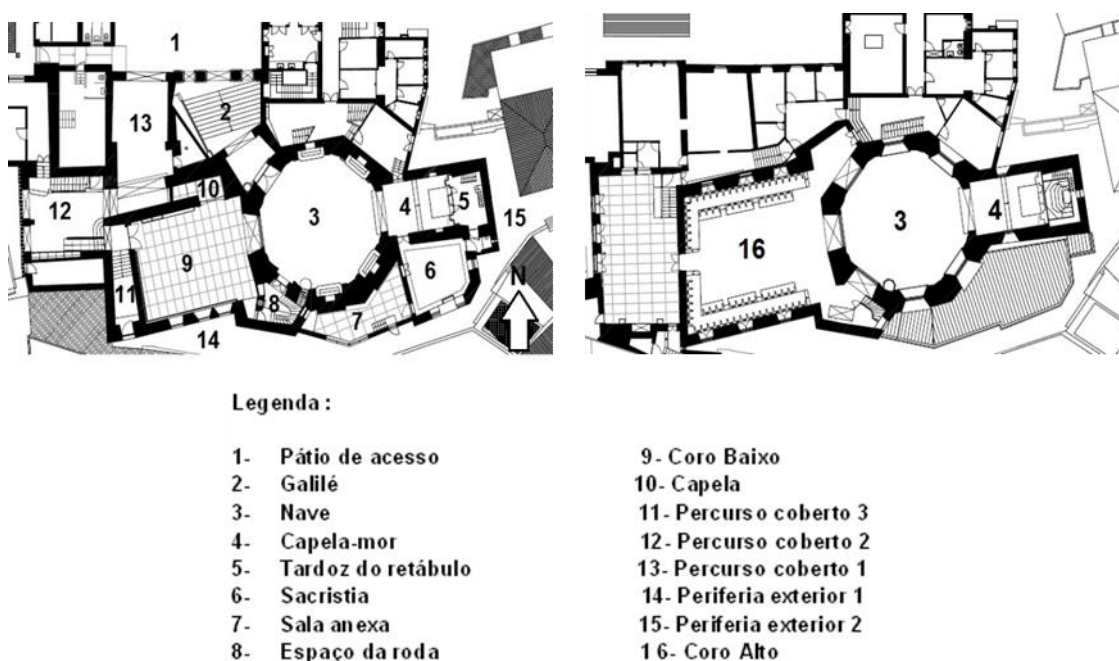 1
2
13
12
10
3
4
5
15
9
6
N
11
8
7
14
3
4
16
Legenda :
1- Pátio de acesso
2- Galilé
3- Nave
4- Capela-mor
5- Tardoz do retábulo
6- Sacristia
7- Sala anexa
8- Espaço da roda
9- Coro Baixo
10- Capela
11- Percurso coberto 3
12- Percurso coberto 2
13- Percurso coberto 1
14- Periferia exterior 1
15- Periferia exterior 2
16- Coro Alto